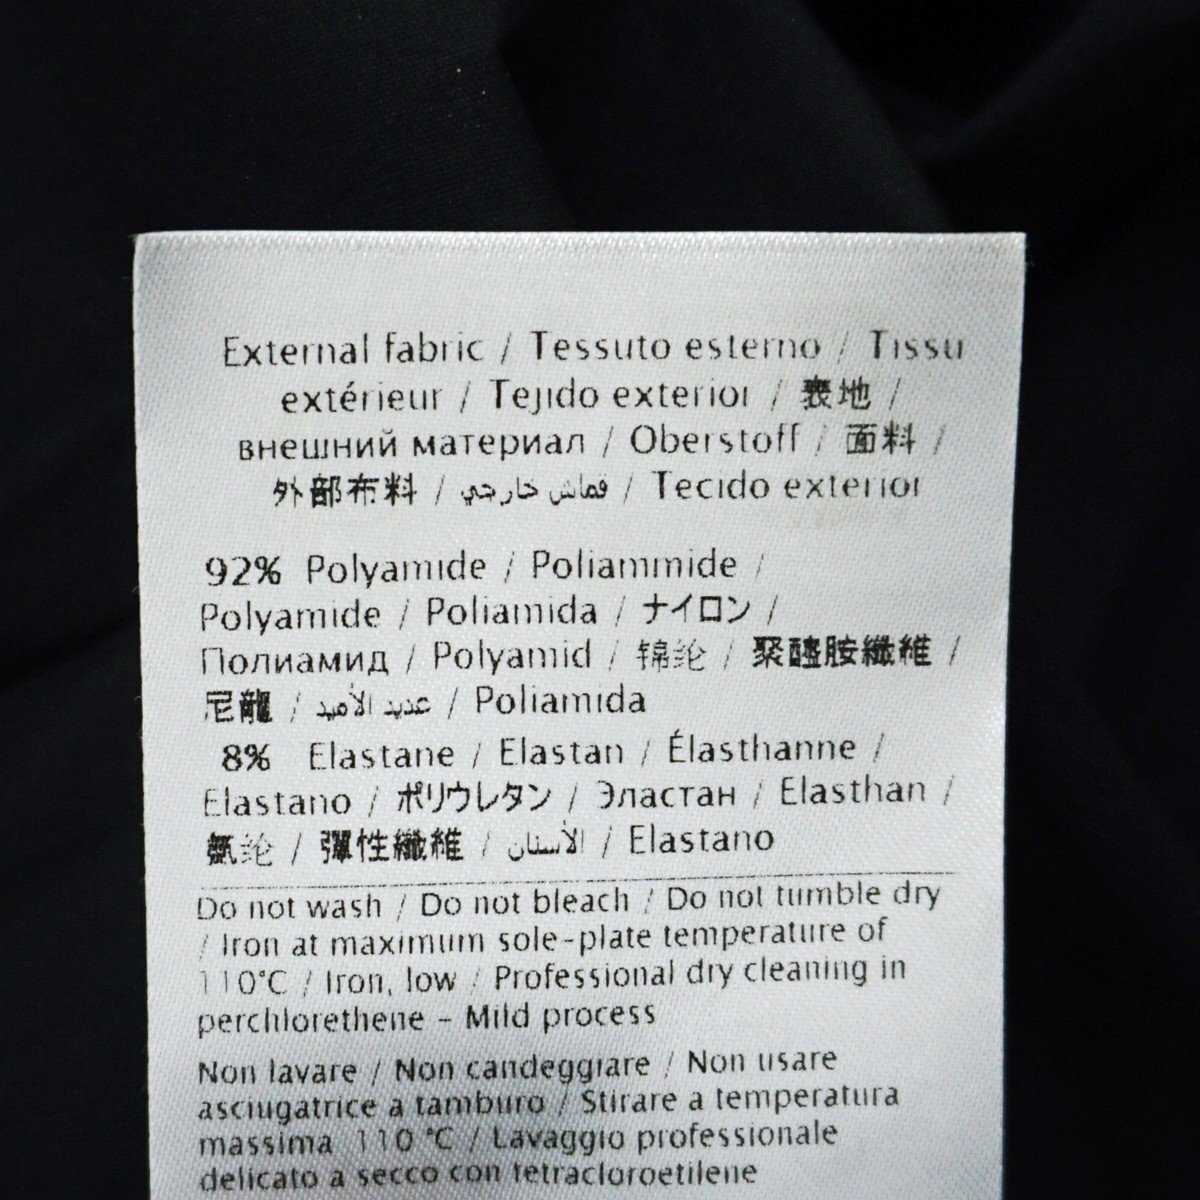 External fabric / Tessuto esterno / Tissu
extérieur / Tejido exterior / 表地 /
внешний материал / Oberstoff / 面料 /
外部布料 / قماش خارجي / Tecido exterior
92% Polyamide / Poliammide /
Polyamide / Poliamida / ナイロン /
Полиамид / Polyamid / 锦纶 / 聚醯胺纖維 /
尼龍 / عديد الأميد / Poliamida
8% Elastane / Elastan / Élasthanne /
Elastano / ポリウレタン / Эластан / Elasthan /
氨纶 / 彈性纖維 / الأستان / Elastano
Do not wash / Do not bleach / Do not tumble dry
/ Iron at maximum sole-plate temperature of
110°C / Iron, low / Professional dry cleaning in
perchlorethene - Mild process
Non lavare / Non candeggiare / Non usare
asciugatrice a tamburo / Stirare a temperatura
massima 110 °C / Lavaggio professionale
delicato a secco con tetracloroetilene